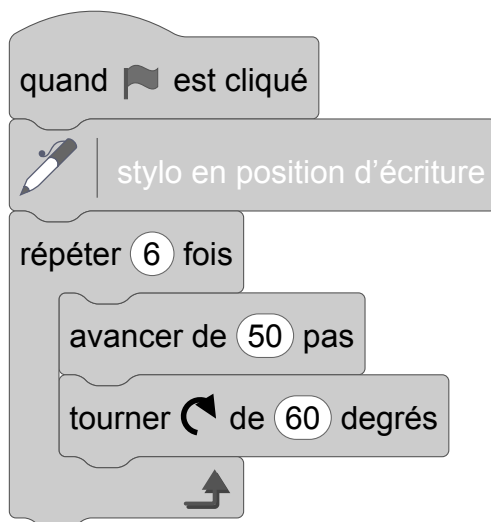 quand est cliqué
stylo en position d’écriture
répéter 6 fois
avancer de 50 pas
tourner de 60 degrés